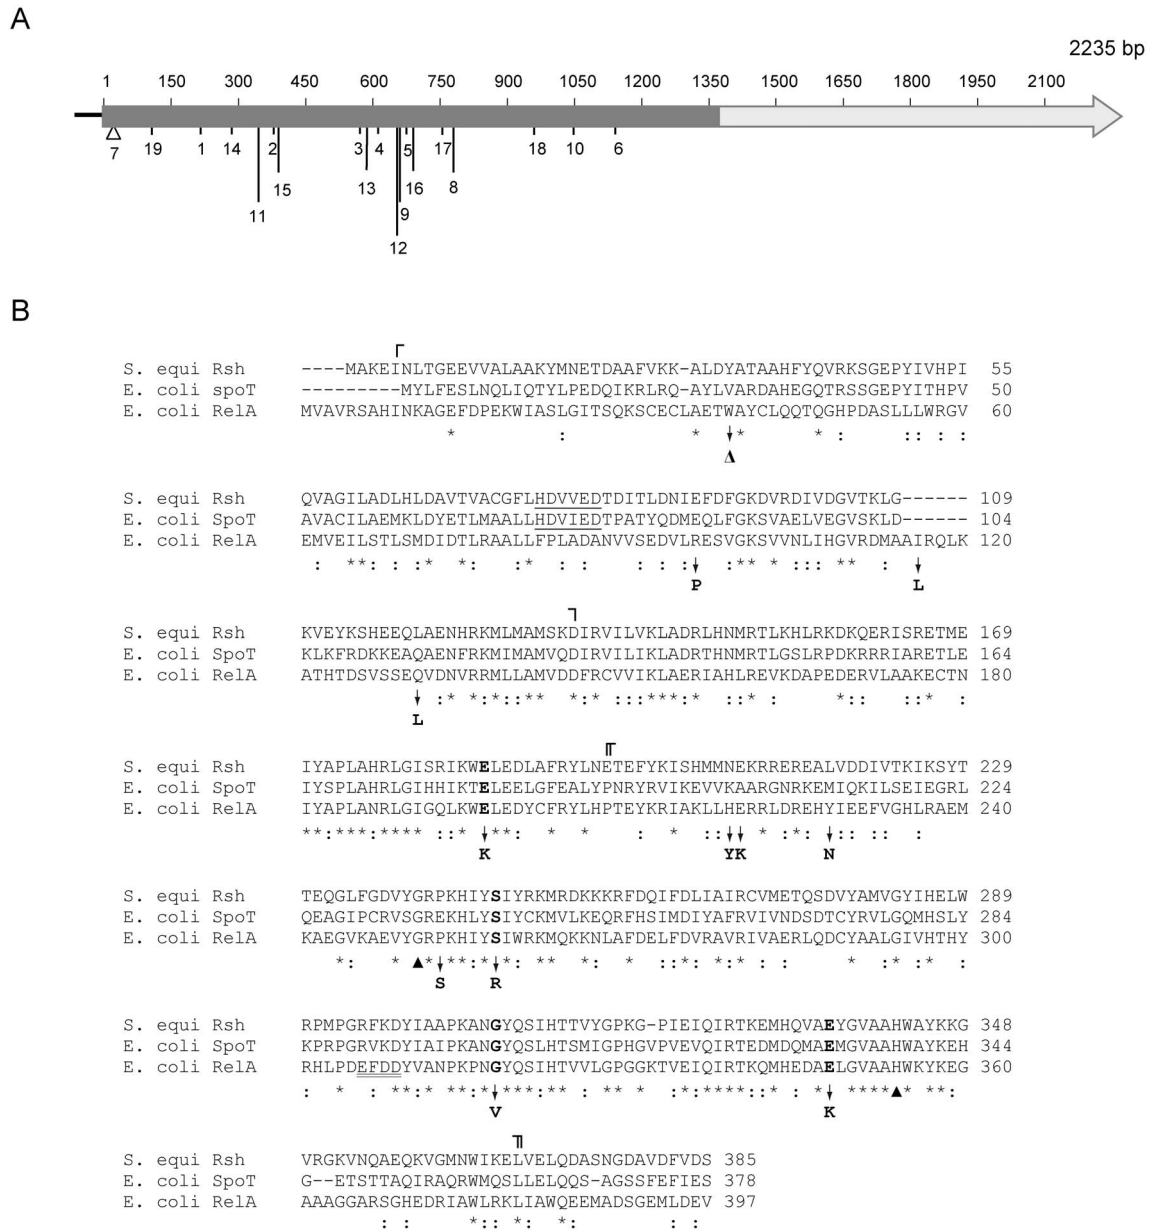 A
2235 bp
1 150 300 450 600 750 900 1050 1200 1350 1500 1650 1800 1950 2100
7 19 1 14 2 3 4 5 17 18 10 6
15 13 16 8
11 9
12
B
S. equi Rsh ----MAKEINLTGEEVVALAAKYMNETDAAFVKK-ALDYATAAHFYQVRKSGEPYIVHPI 55
E. coli spoT ---------MYLFESLNQLIQTYLPEDQIKRLRQ-AYLVARDAHEGQTRSSGEPYITHPV 50
E. coli RelA MVAVRSAHINKAGEFDPEKWIASLGITSQKSCECLAETWAYCLQQTQGHPDASLLLWRGV 60
* : * * * : : : : :
Δ
S. equi Rsh QVAGILADLHLDAVTVACGFLHDVVEDTDITLDNIEFDFGKDVRDIVDGVTKLG------ 109
E. coli SpoT AVACILAEMKLDYETLMAALLHDVIEDTPATYQDMEQLFGKSVAELVEGVSKLD------ 104
E. coli RelA EMVEILSTLSMDIDTLRAALLFPLADANVVSEDVLRESVGKSVVNLIHGVRDMAAIRQLK 120
: **: : : * : : * : : : : : * : ** * ::: ** :
P L
S. equi Rsh KVEYKSHEEQLAENHRKMLMAMSKDIRVILVKLADRLHNMRTLKHLRKDKQERISRETME 169
E. coli SpoT KLKFRDKKEAQAENFRKMIMAMVQDIRVILIKLADRTHNMRTLGSLRPDKRRRIARETLE 164
E. coli RelA ATHTDSVSSEQVDNVRRMLLAMVDDFRCVVIKLAERIAHLREVKDAPEDERVLAAKECTN 180
:* *:*::** *:* :::***:* ::* : *:: ::* :
L
S. equi Rsh IYAPLAHRLGISRIKWELEDLAFRYLNETEFYKISHMMNEKRREREALVDDIVTKIKSYT 229
E. coli SpoT IYSPLAHRLGIHHIKTELEELGFEALYPNRYRVIKEVVKAARGNRKEMIQKILSEIEGRL 224
E. coli RelA IYAPLANRLGIGQLKWELEDYCFRYLHPTEYKRIAKLLHERRLDREHYIEEFVGHLRAEM 240
**:***:**** ::* **: * * : * :: * :*: :: :: :
K YK N
S. equi Rsh TEQGLFGDVYGRPKHIYSIYRKMRDKKKRFDQIFDLIAIRCVMETQSDVYAMVGYIHELW 289
E. coli SpoT QEAGIPCRVSGREKHLYSIYCKMVLKEQRFHSIMDIYAFRVIVNDSDTCYRVLGQMHSLY 284
E. coli RelA KAEGVKAEVYGRPKHIYSIWRKMQKKNLAFDELFDVRAVRIVAERLQDCYAALGIVHTHY 300
*: * ▲* **:* *: ** *: * ::*: *:* : : * :* :* :
S R
S. equi Rsh RPMPGRFKDYIAAPKANGYQSIHTTVYGPKG-PIEIQIRTKEMHQVAEYGVAAHWAYKKG 348
E. coli SpoT KPRPGRVKDYIAIPKANGYQSLHTSMIGPHGVPVEVQIRTEDMDQMAEMGVAAHWAYKEH 344
E. coli RelA RHLPDEFDDYVANPKPNGYQSIHTVVLGPGGKTVEIQIRTKQMHEDAELGVAAHWKYKEG 360
: * : :**:* ** *****:** : ** * :*:****::* : ** ****▲* **:
V K
S. equi Rsh VRGKVNQAEQKVGMNWIKELVELQDASNGDAVDFVDS 385
E. coli SpoT G--ETSTTAQIRAQRWMQSLLELQQS-AGSSFEFIES 378
E. coli RelA AAAGGARSGHEDRIAWLRKLIAWQEEMADSGEMLDEV 397
: : *:: *: *: : :